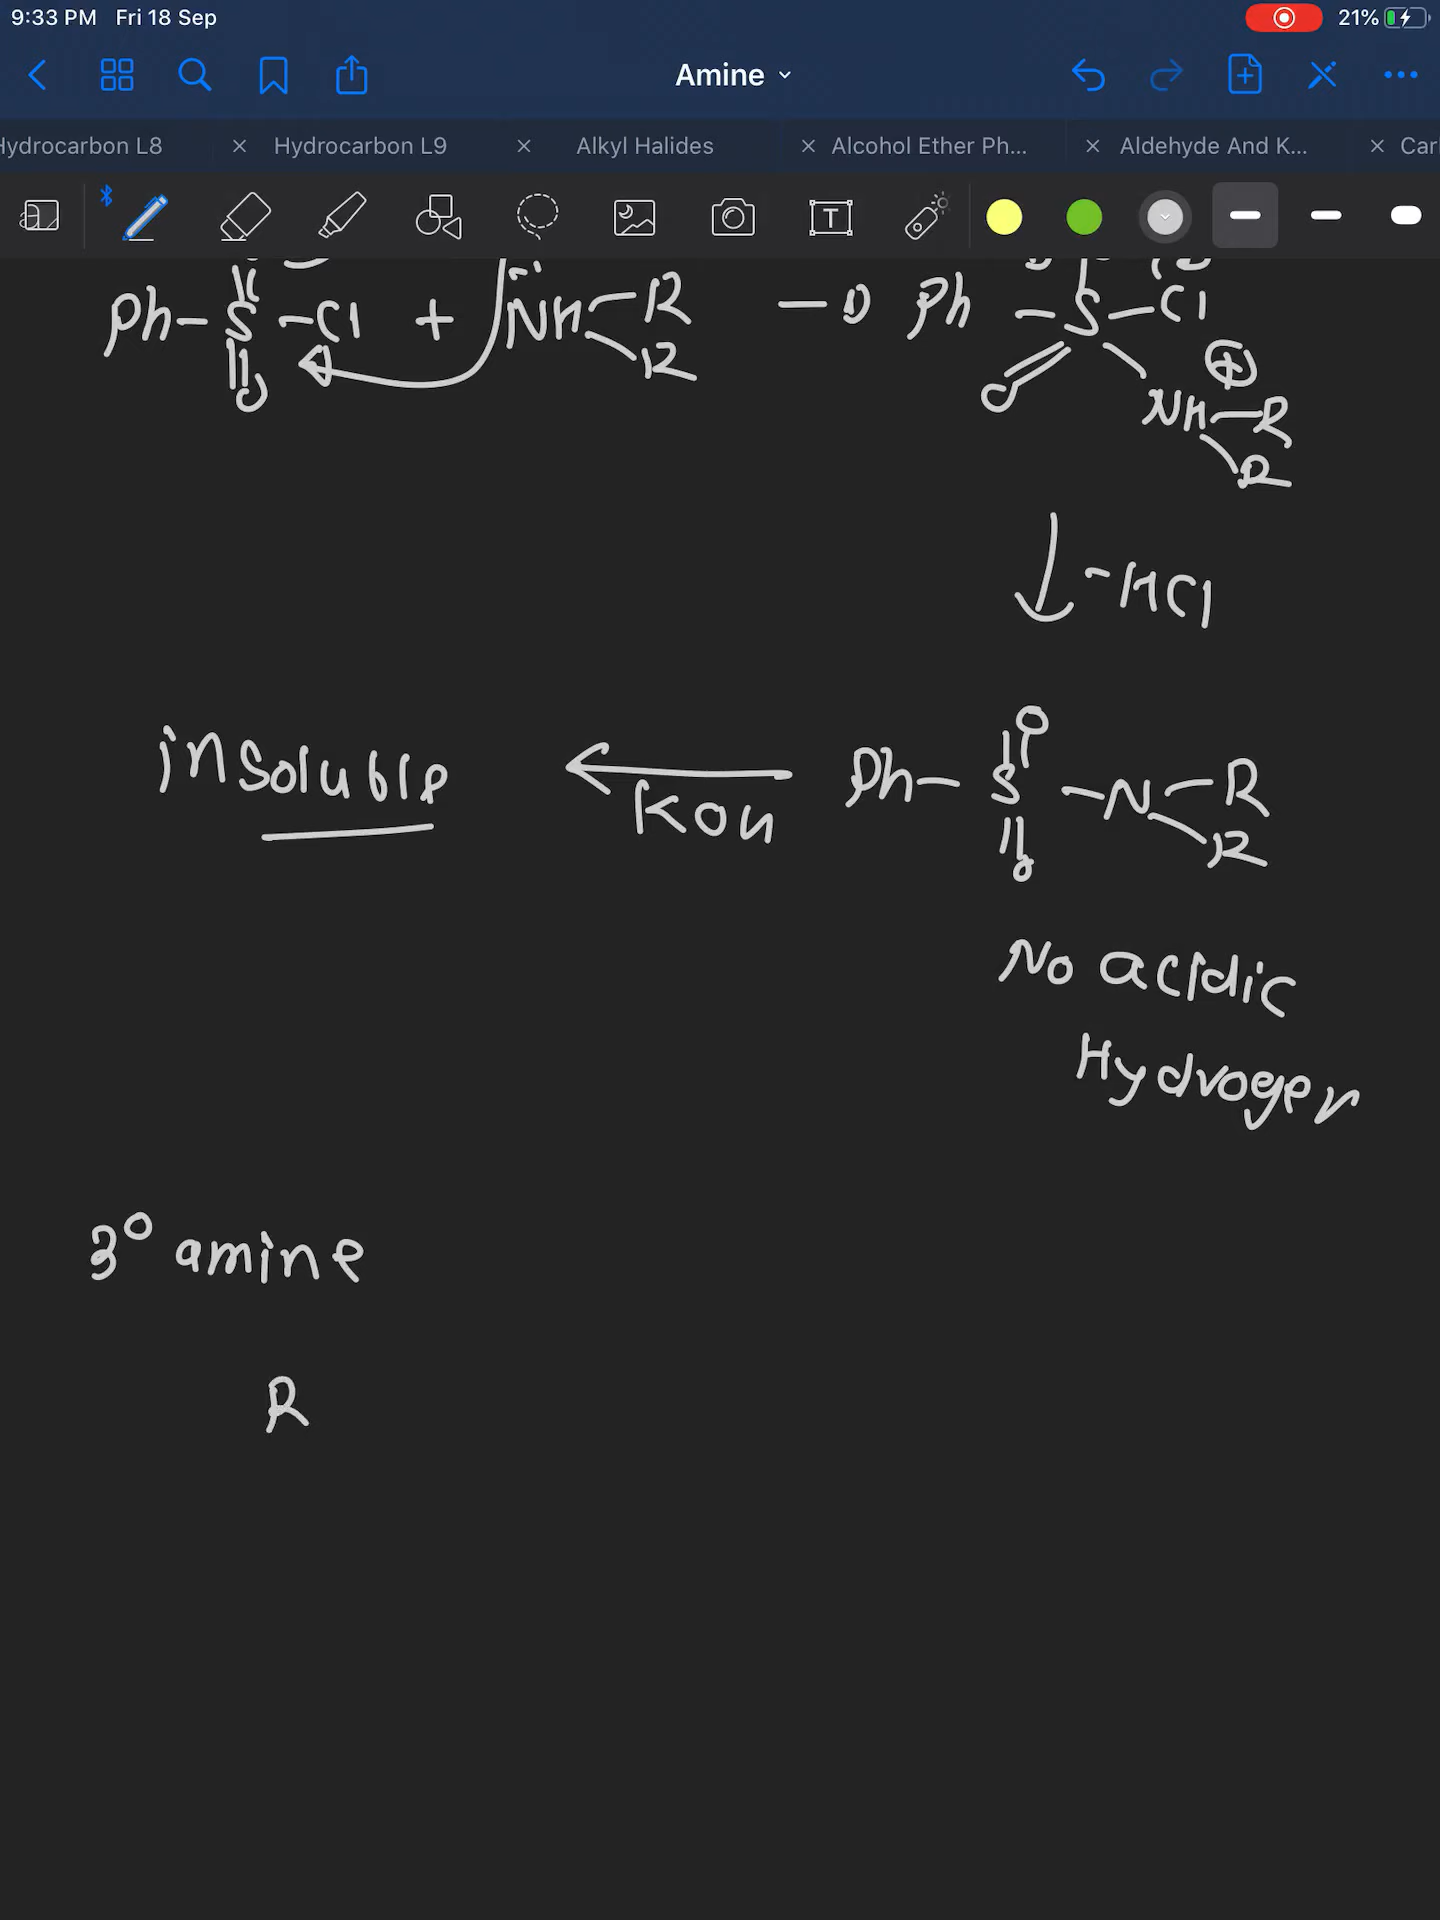 9:33 PM Fri 18 Sep 21%
Amine
Hydrocarbon L8 × Hydrocarbon L9 × Alkyl Halides × Alcohol Ether Ph... × Aldehyde And K... × Car
T
Ph-S-Cl + NH-R → Ph-S-Cl
O R O NH-R
⊕ R
-HCl
O
insoluble ← Ph-S-N-R
KOH O R
No acidic
Hydrogen
3° amine
R